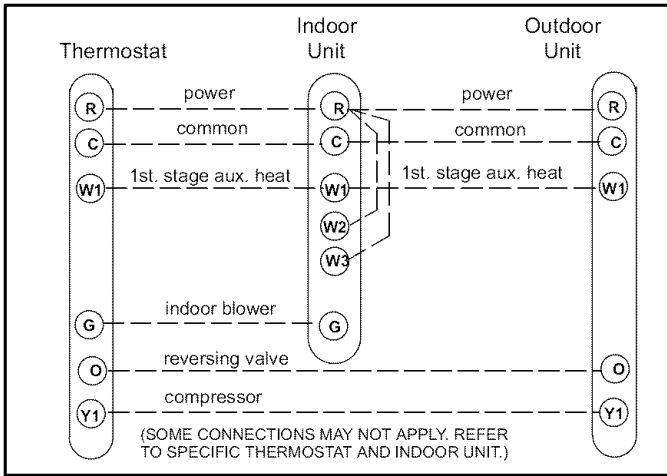 Thermostat
Indoor
Unit
Outdoor
Unit
R power R power R
C common C common C
W1 1st. stage aux. heat W1 1st. stage aux. heat W1
W2
W3
G indoor blower G
O reversing valve O
Y1 compressor Y1
(SOME CONNECTIONS MAY NOT APPLY. REFER
TO SPECIFIC THERMOSTAT AND INDOOR UNIT.)